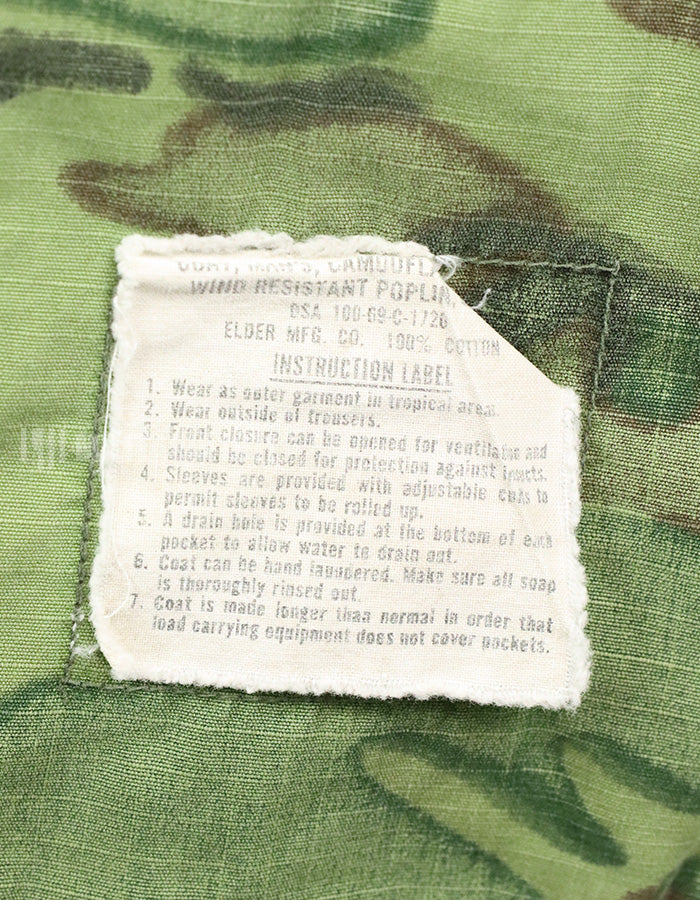 COAT, MAN'S, CAMOUFLA
WIND RESISTANT POPLIN
DSA 100-69-C-1726
ELDER MFG. CO. 100% COTTON
INSTRUCTION LABEL
1. Wear as outer garment in tropical areas.
2. Wear outside of trousers.
3. Front closure can be opened for ventilation and
should be closed for protection against insects.
4. Sleeves are provided with adjustable cuffs to
permit sleeves to be rolled up.
5. A drain hole is provided at the bottom of each
pocket to allow water to drain out.
6. Coat can be hand laundered. Make sure all soap
is thoroughly rinsed out.
7. Coat is made longer than normal in order that
load carrying equipment does not cover pockets.